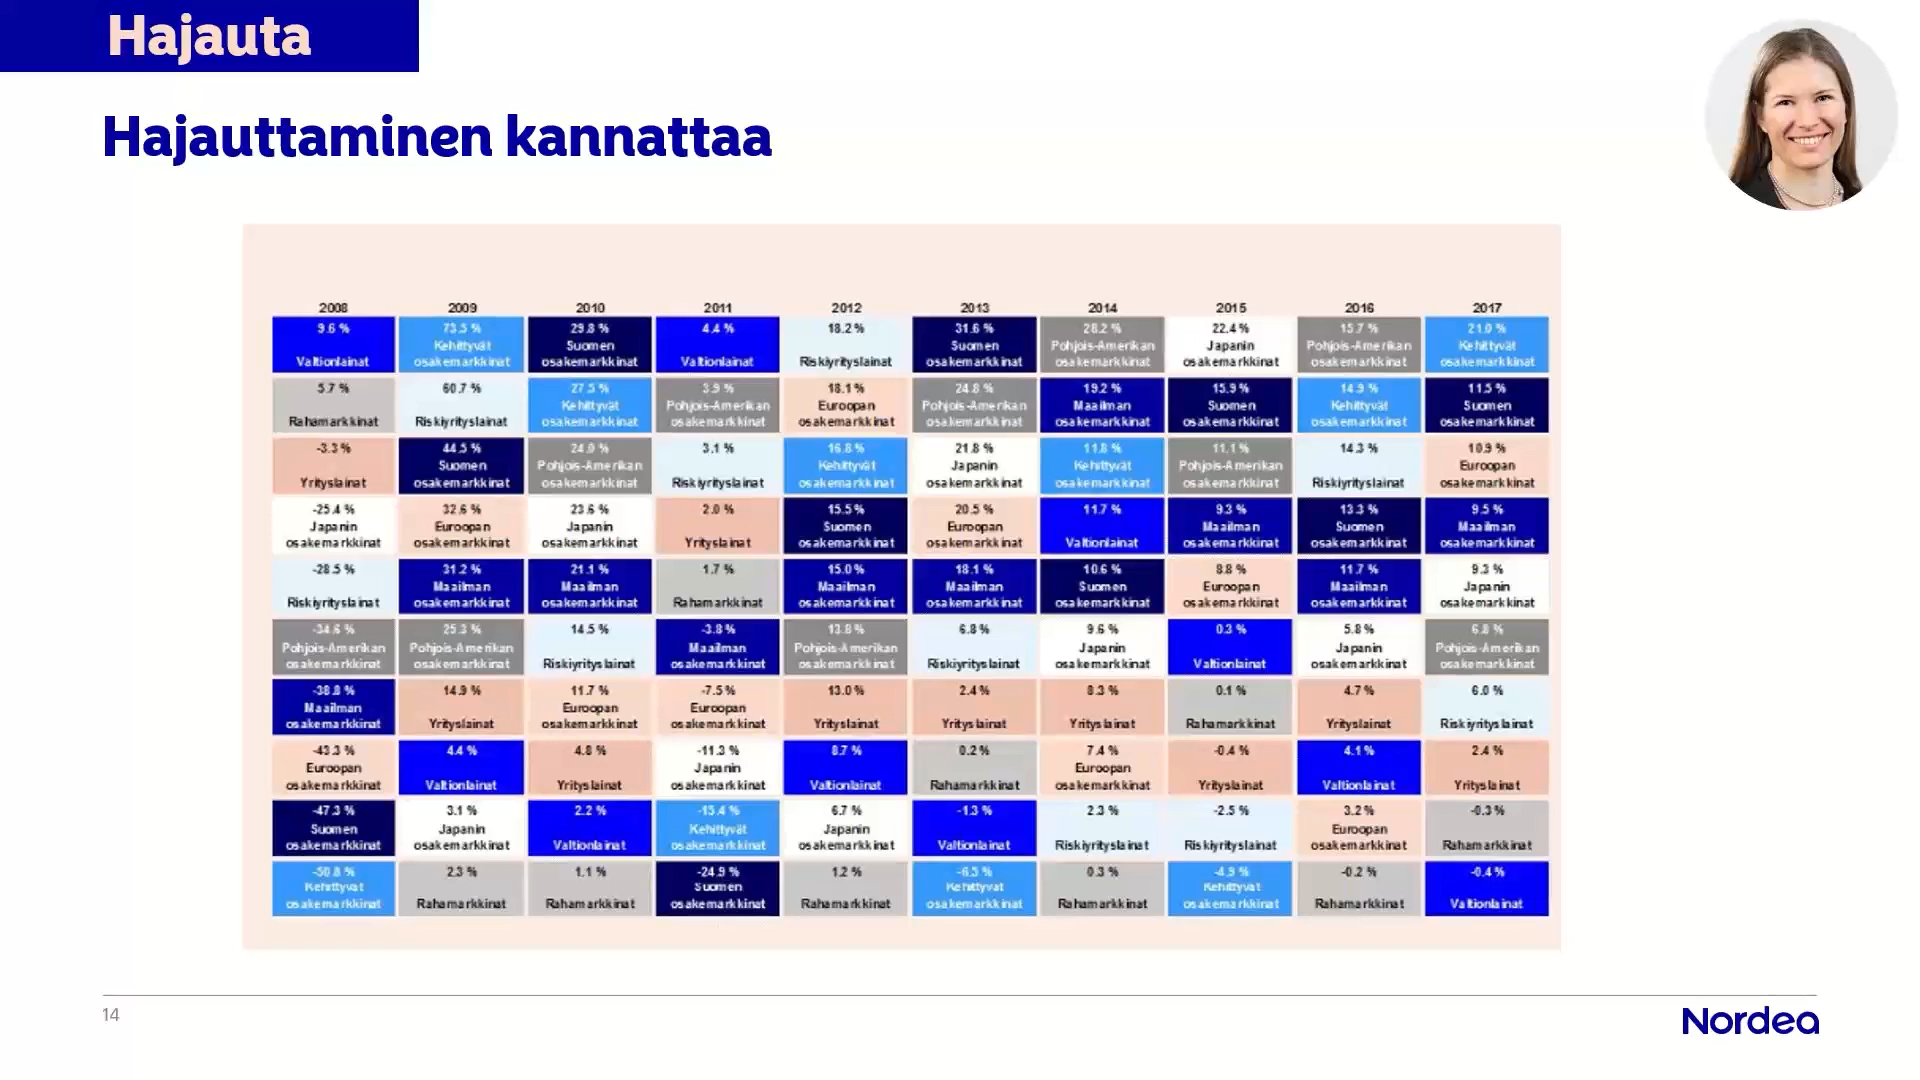 Hajauta
Hajauttaminen kannattaa
2008 2009 2010 2011 2012 2013 2014 2015 2016 2017
9.6 % 73.5 % 29.8 % 4.4 % 18.2 % 31.6 % 28.2 % 22.4 % 15.7 % 21.0 %
Kehittyvät Suomen Suomen Pohjois-Amerikan Japanin Pohjois-Amerikan Kehittyvät
Valtionlainat osakemarkkinat osakemarkkinat Valtionlainat Riskiyrityslainat osakemarkkinat osakemarkkinat osakemarkkinat osakemarkkinat osakemarkkinat
5.7 % 60.7 % 27.5 % 3.9 % 18.1 % 24.8 % 19.2 % 15.9 % 14.9 % 11.5 %
Kehittyvät Pohjois-Amerikan Euroopan Pohjois-Amerikan Maailman Suomen Kehittyvät Suomen
Rahamarkkinat Riskiyrityslainat osakemarkkinat osakemarkkinat osakemarkkinat osakemarkkinat osakemarkkinat osakemarkkinat osakemarkkinat osakemarkkinat
-3.3 % 44.5 % 24.0 % 3.1 % 16.8 % 21.8 % 11.8 % 11.1 % 14.3 % 10.9 %
Suomen Pohjois-Amerikan Kehittyvät Japanin Kehittyvät Pohjois-Amerikan Euroopan
Yrityslainat osakemarkkinat osakemarkkinat Riskiyrityslainat osakemarkkinat osakemarkkinat osakemarkkinat osakemarkkinat Riskiyrityslainat osakemarkkinat
-25.4 % 32.6 % 23.6 % 2.0 % 15.5 % 20.5 % 11.7 % 9.3 % 13.3 % 9.5 %
Japanin Euroopan Japanin Suomen Euroopan Maailman Suomen Maailman
osakemarkkinat osakemarkkinat osakemarkkinat Yrityslainat osakemarkkinat osakemarkkinat Valtionlainat osakemarkkinat osakemarkkinat osakemarkkinat
-28.5 % 31.2 % 21.1 % 1.7 % 15.0 % 18.1 % 10.6 % 8.8 % 11.7 % 9.3 %
Maailman Maailman Maailman Maailman Suomen Euroopan Maailman Japanin
Riskiyrityslainat osakemarkkinat osakemarkkinat Rahamarkkinat osakemarkkinat osakemarkkinat osakemarkkinat osakemarkkinat osakemarkkinat osakemarkkinat
-34.6 % 25.3 % 14.5 % -3.8 % 13.8 % 6.8 % 9.6 % 0.3 % 5.8 % 6.8 %
Pohjois-Amerikan Pohjois-Amerikan Maailman Pohjois-Amerikan Japanin Japanin Pohjois-Amerikan
osakemarkkinat osakemarkkinat Riskiyrityslainat osakemarkkinat osakemarkkinat Riskiyrityslainat osakemarkkinat Valtionlainat osakemarkkinat osakemarkkinat
-38.8 % 14.9 % 11.7 % -7.5 % 13.0 % 2.4 % 8.3 % 0.1 % 4.7 % 6.0 %
Maailman Euroopan Euroopan
osakemarkkinat Yrityslainat osakemarkkinat osakemarkkinat Yrityslainat Yrityslainat Yrityslainat Rahamarkkinat Yrityslainat Riskiyrityslainat
-43.3 % 4.4 % 4.8 % -11.3 % 8.7 % 0.2 % 7.4 % -0.4 % 4.1 % 2.4 %
Euroopan Japanin Euroopan
osakemarkkinat Valtionlainat Yrityslainat osakemarkkinat Valtionlainat Rahamarkkinat osakemarkkinat Yrityslainat Valtionlainat Yrityslainat
-47.3 % 3.1 % 2.2 % -15.4 % 6.7 % -1.3 % 2.3 % -2.5 % 3.2 % -0.3 %
Suomen Japanin Kehittyvät Japanin Euroopan
osakemarkkinat osakemarkkinat Valtionlainat osakemarkkinat osakemarkkinat Valtionlainat Riskiyrityslainat Riskiyrityslainat osakemarkkinat Rahamarkkinat
-50.8 % 2.3 % 1.1 % -24.9 % 1.2 % -6.5 % 0.3 % -4.9 % -0.2 % -0.4 %
Kehittyvät Suomen Kehittyvät Kehittyvät
osakemarkkinat Rahamarkkinat Rahamarkkinat osakemarkkinat Rahamarkkinat osakemarkkinat Rahamarkkinat osakemarkkinat Rahamarkkinat Valtionlainat
14
Nordea